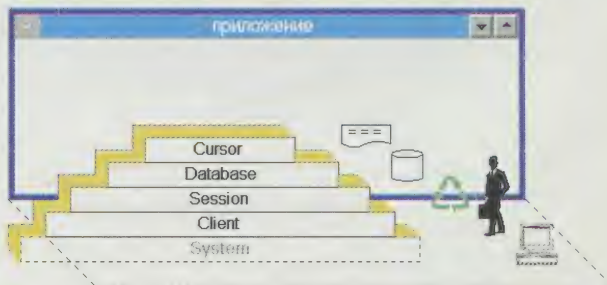 приложение
Cursor
Database
Session
Client
System